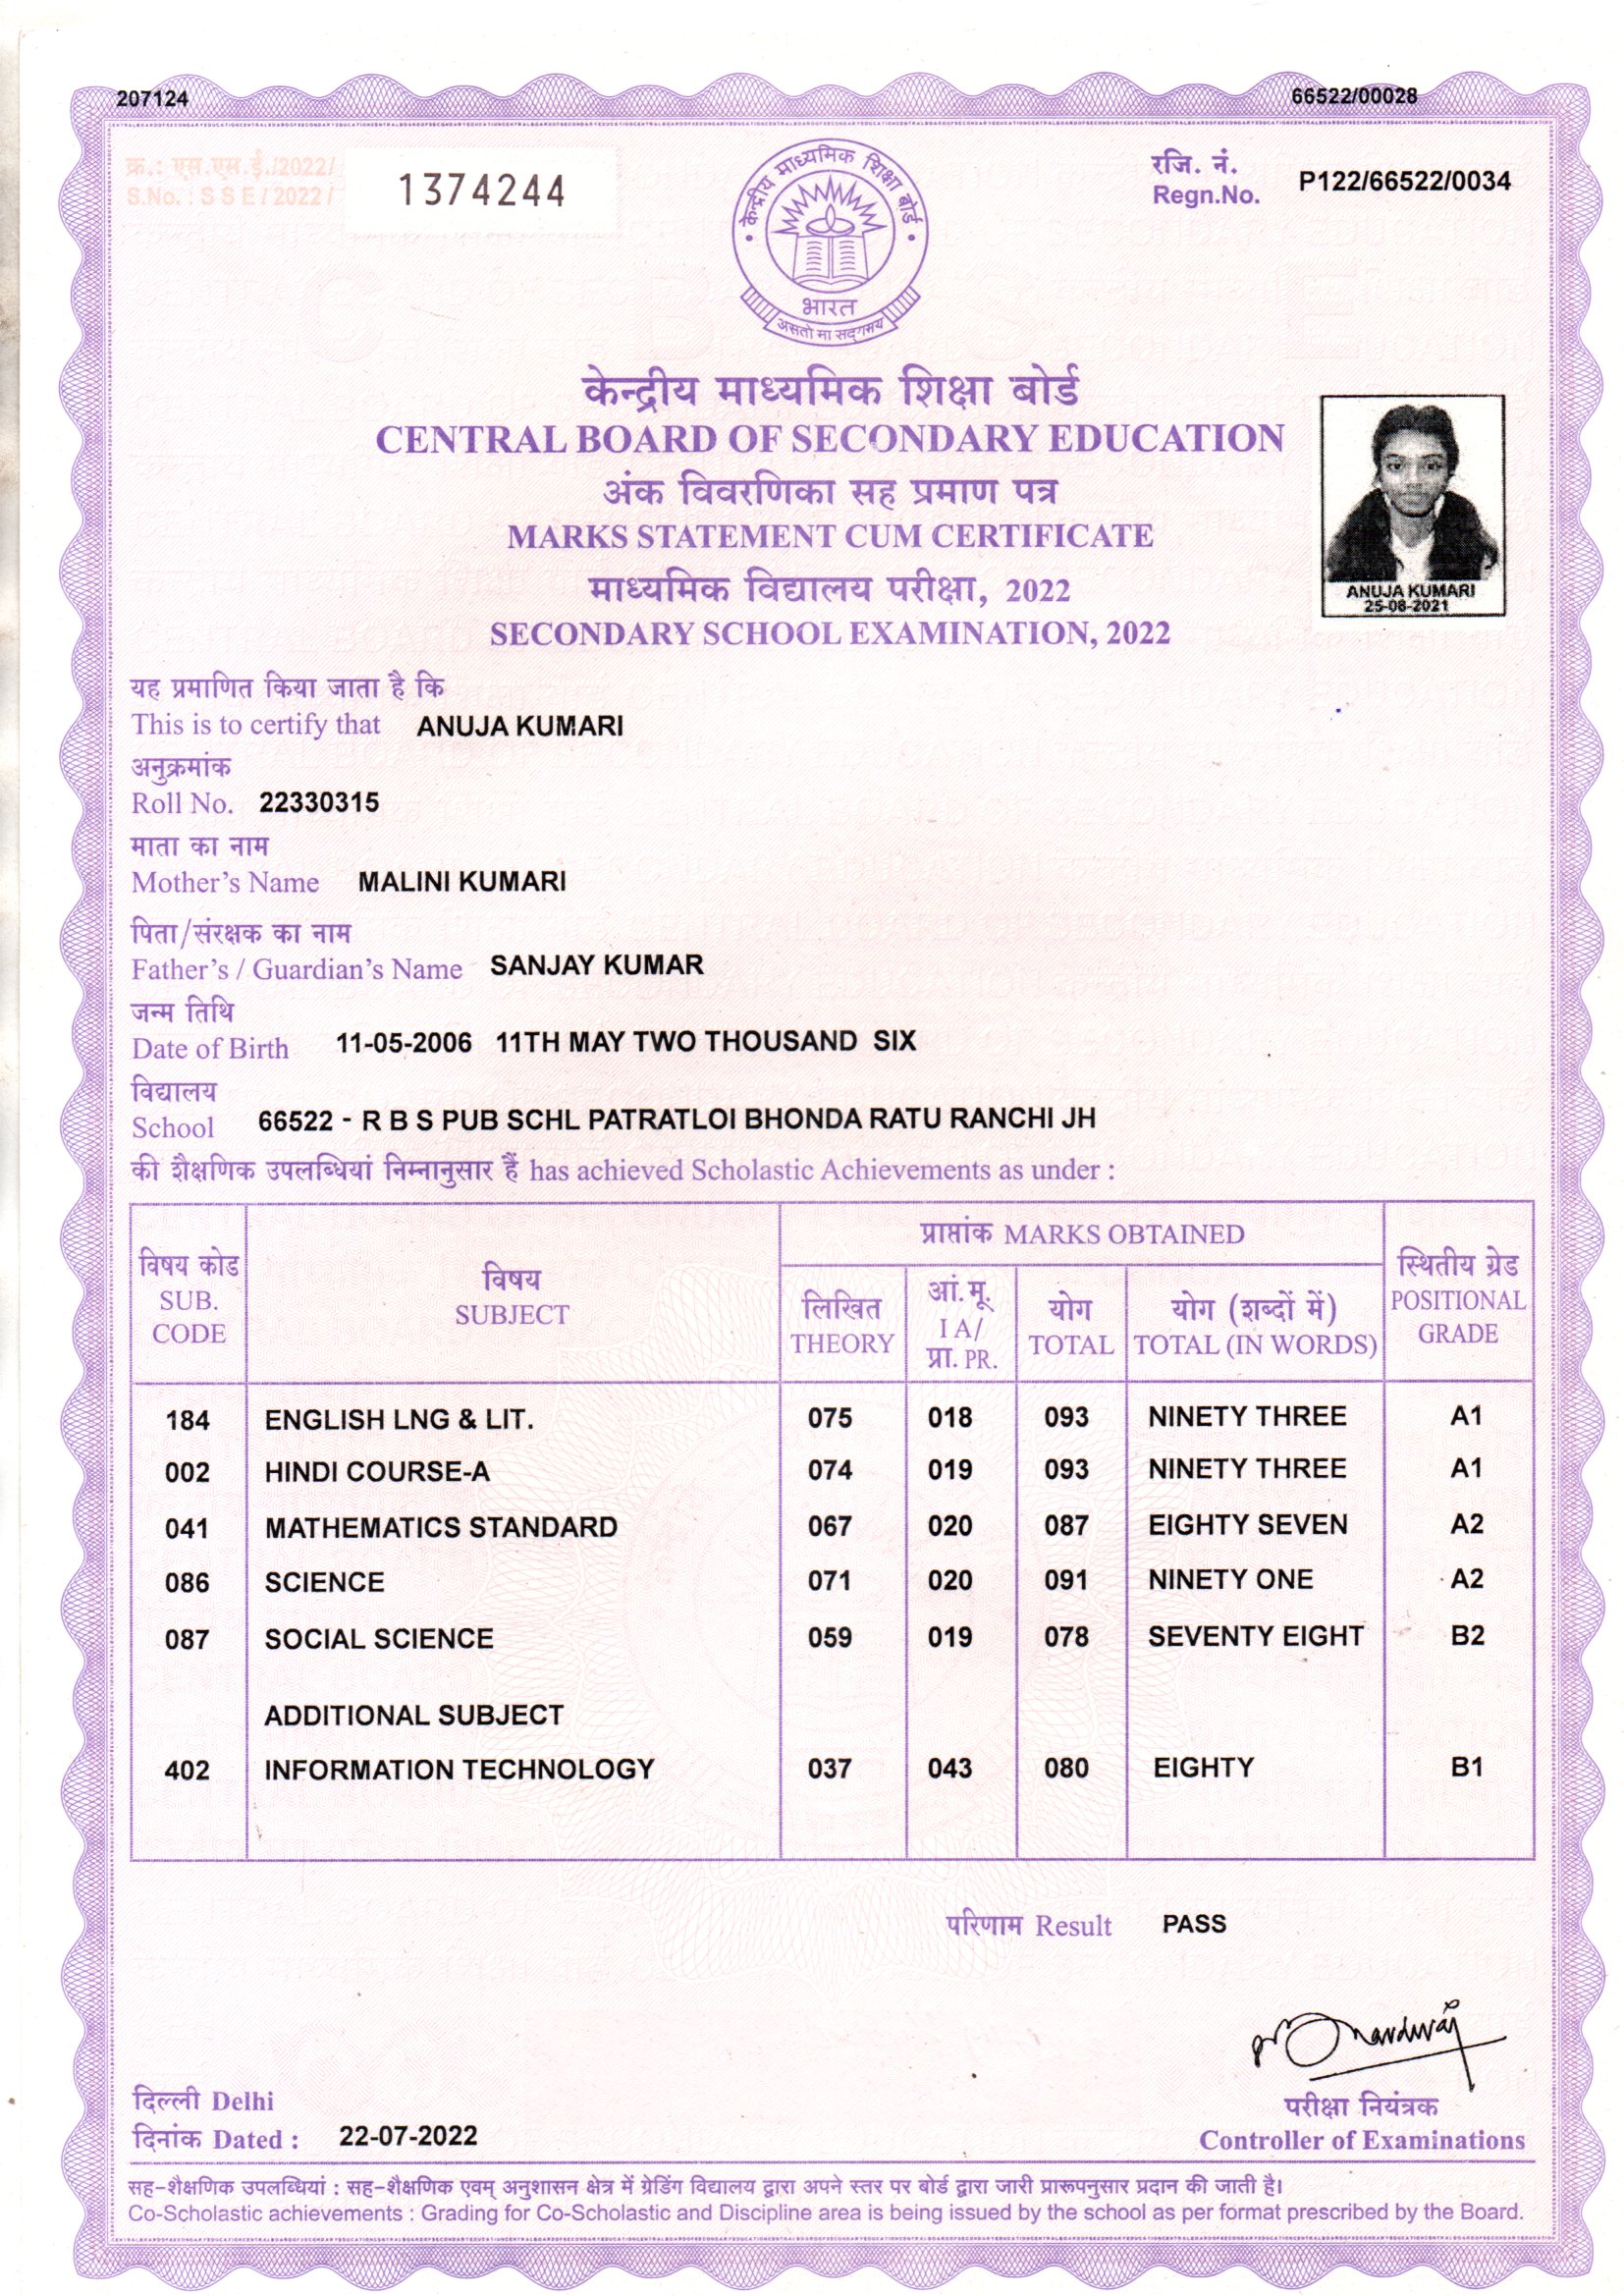 207124
66522/00028
क्र.: एस.एस.ई./2022/
S.No. : S S E / 2022 /
1374244
रजि. नं.
Regn.No.
P122/66522/0034
केन्द्रीय माध्यमिक शिक्षा बोर्ड
भारत
असतो मा सद्गमय
केन्द्रीय माध्यमिक शिक्षा बोर्ड
CENTRAL BOARD OF SECONDARY EDUCATION
अंक विवरणिका सह प्रमाण पत्र
MARKS STATEMENT CUM CERTIFICATE
माध्यमिक विद्यालय परीक्षा, 2022
SECONDARY SCHOOL EXAMINATION, 2022
ANUJA KUMARI
25-08-2021
यह प्रमाणित किया जाता है कि
This is to certify that ANUJA KUMARI
अनुक्रमांक
Roll No. 22330315
माता का नाम
Mother's Name MALINI KUMARI
पिता/संरक्षक का नाम
Father's / Guardian's Name SANJAY KUMAR
जन्म तिथि
Date of Birth 11-05-2006 11TH MAY TWO THOUSAND SIX
विद्यालय
School 66522 - R B S PUB SCHL PATRATLOI BHONDA RATU RANCHI JH
की शैक्षणिक उपलब्धियां निम्नानुसार हैं has achieved Scholastic Achievements as under :
विषय कोड
SUB.
CODE
विषय
SUBJECT
प्राप्तांक MARKS OBTAINED
लिखित
THEORY
आं.मू.
I A/
प्रा. PR.
योग
TOTAL
योग (शब्दों में)
TOTAL (IN WORDS)
स्थितीय ग्रेड
POSITIONAL
GRADE
184 ENGLISH LNG & LIT. 075 018 093 NINETY THREE A1
002 HINDI COURSE-A 074 019 093 NINETY THREE A1
041 MATHEMATICS STANDARD 067 020 087 EIGHTY SEVEN A2
086 SCIENCE 071 020 091 NINETY ONE A2
087 SOCIAL SCIENCE 059 019 078 SEVENTY EIGHT B2
ADDITIONAL SUBJECT
402 INFORMATION TECHNOLOGY 037 043 080 EIGHTY B1
परिणाम Result PASS
दिल्ली Delhi
दिनांक Dated : 22-07-2022
परीक्षा नियंत्रक
Controller of Examinations
सह-शैक्षणिक उपलब्धियां : सह-शैक्षणिक एवम् अनुशासन क्षेत्र में ग्रेडिंग विद्यालय द्वारा अपने स्तर पर बोर्ड द्वारा जारी प्रारूपनुसार प्रदान की जाती है।
Co-Scholastic achievements : Grading for Co-Scholastic and Discipline area is being issued by the school as per format prescribed by the Board.